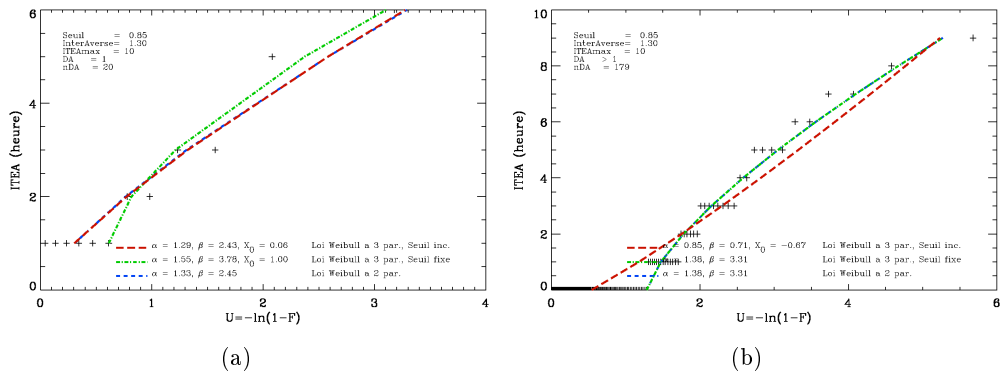 Seuil = 0.85
InterAverse= 1.30
ITEAmax = 10
DA = 1
nDA = 20
ITEA (heure)
6
4
2
0
α = 1.29, β = 2.43, X0 = 0.06 Loi Weibull a 3 par., Seuil inc.
α = 1.55, β = 3.78, X0 = 1.00 Loi Weibull a 3 par., Seuil fixe
α = 1.33, β = 2.45 Loi Weibull a 2 par.
0 1 2 3 4
U=-ln(1-F)
(a)
Seuil = 0.85
InterAverse= 1.30
ITEAmax = 10
DA > 1
nDA = 179
ITEA (heure)
10
8
6
4
2
0
α = 0.85, β = 0.71, X0 = -0.67 Loi Weibull a 3 par., Seuil inc.
α = 1.38, β = 3.31 Loi Weibull a 3 par., Seuil fixe
α = 1.38, β = 3.31 Loi Weibull a 2 par.
0 2 4 6
U=-ln(1-F)
(b)